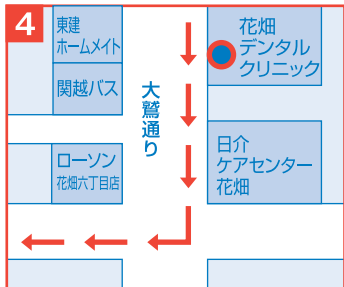 4
東建
ホームメイト
関越バス
ローソン
花畑六丁目店
大鷲通り
花畑
デンタル
クリニック
日介
ケアセンター
花畑